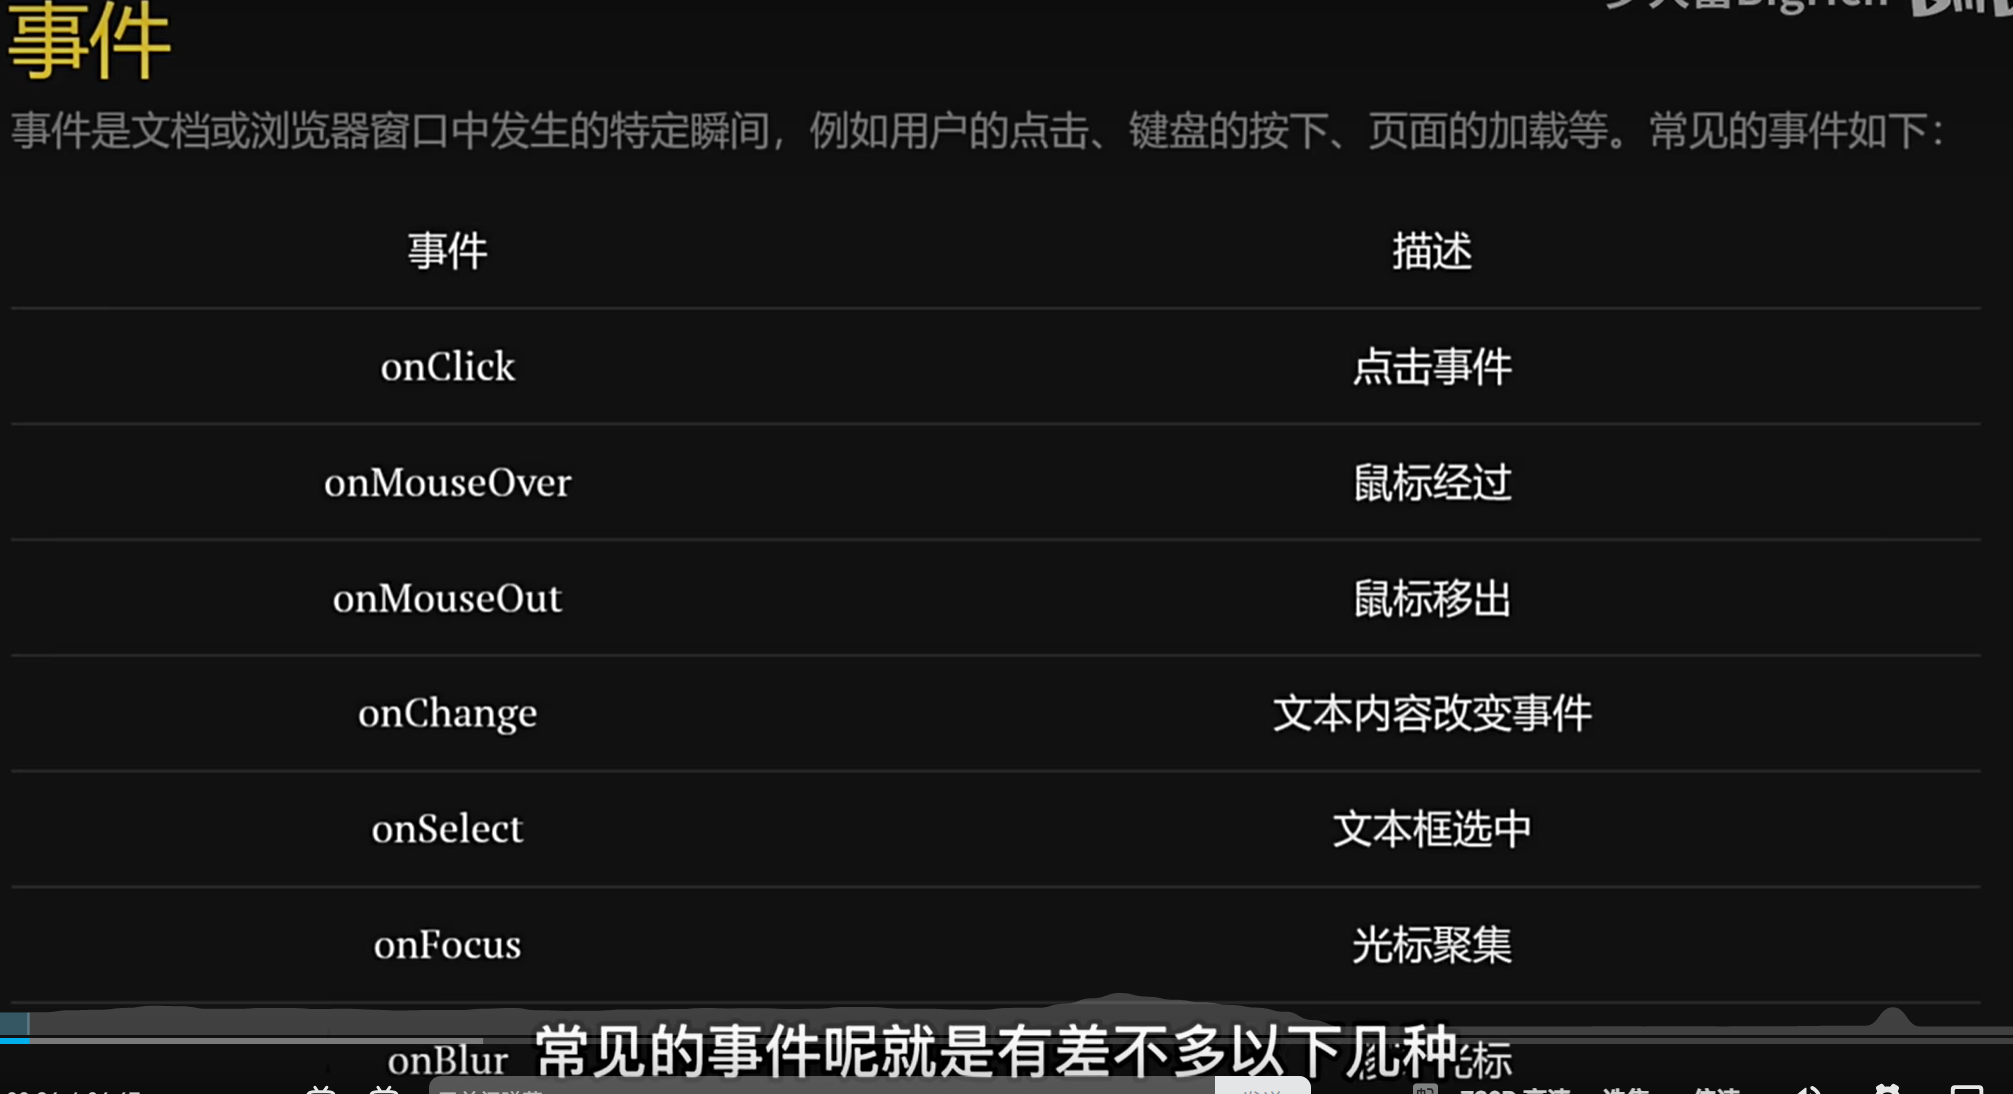 事件
事件是文档或浏览器窗口中发生的特定瞬间，例如用户的点击、键盘的按下、页面的加载等。常见的事件如下：
事件 描述
onClick 点击事件
onMouseOver 鼠标经过
onMouseOut 鼠标移出
onChange 文本内容改变事件
onSelect 文本框选中
onFocus 光标聚集
onBlur 光标
常见的事件呢就是有差不多以下几种